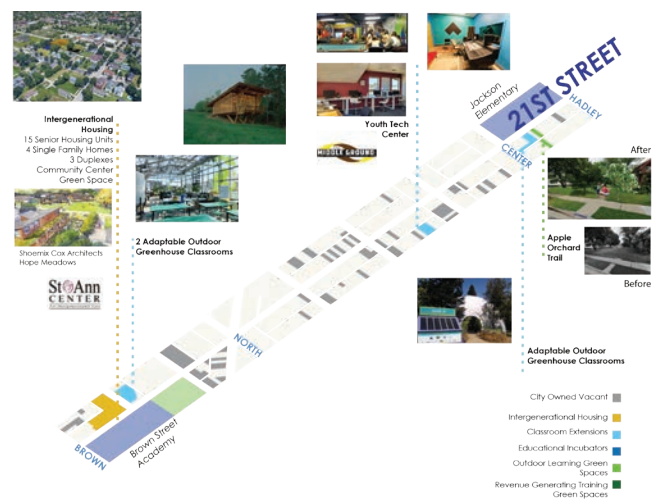 Intergenerational
Housing
15 Senior Housing Units
4 Single Family Homes
3 Duplexes
Community Center
Green Space
Shoemix Cox Architects
Hope Meadows
St Ann
CENTER
2 Adaptable Outdoor
Greenhouse Classrooms
Youth Tech
Center
MIDDLE GROUND
Jackson
Elementary
21ST STREET
HADLEY
CENTER
After
Apple
Orchard
Trail
Before
Adaptable Outdoor
Greenhouse Classrooms
NORTH
Brown Street
Academy
BROWN
City Owned Vacant
Intergenerational Housing
Classroom Extensions
Educational Incubators
Outdoor Learning Green
Spaces
Revenue Generating Training
Green Spaces